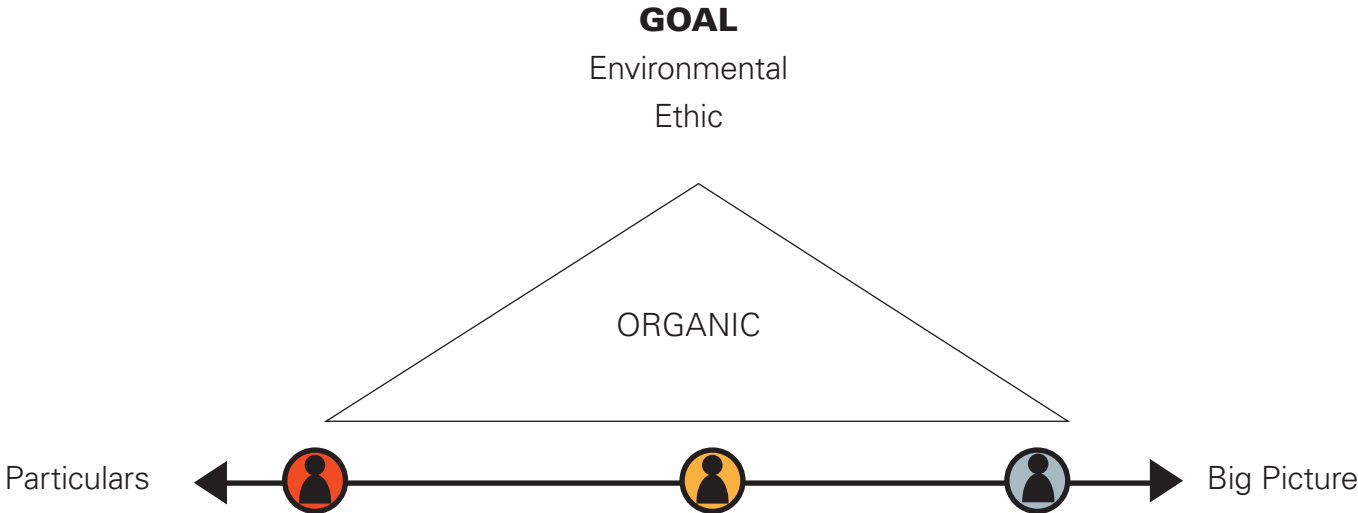 GOAL
Environmental
Ethic
ORGANIC
Particulars
Big Picture